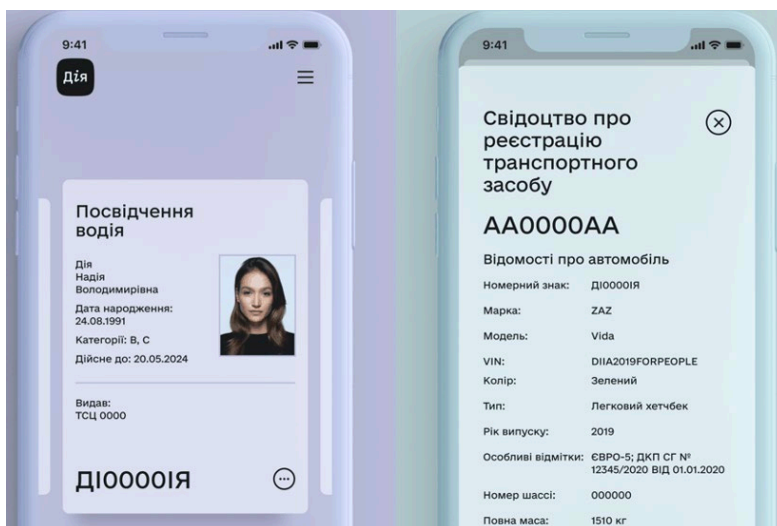 9:41
Дія
Посвідчення
водія
Дія
Надія
Володимирівна
Дата народження:
24.08.1991
Категорії: В, С
Дійсне до: 20.05.2024
Видав:
ТСЦ 0000
ДІ0000ІЯ
9:41
Свідоцтво про
реєстрацію
транспортного
засобу
АА0000АА
Відомості про автомобіль
Номерний знак: ДІ0000ІЯ
Марка: ZAZ
Модель: Vida
VIN: DIIA2019FORPEOPLE
Колір: Зелений
Тип: Легковий хетчбек
Рік випуску: 2019
Особливі відмітки: ЄВРО-5; ДКП СГ №
12345/2020 ВІД 01.01.2020
Номер шассі: 000000
Повна маса: 1510 кг